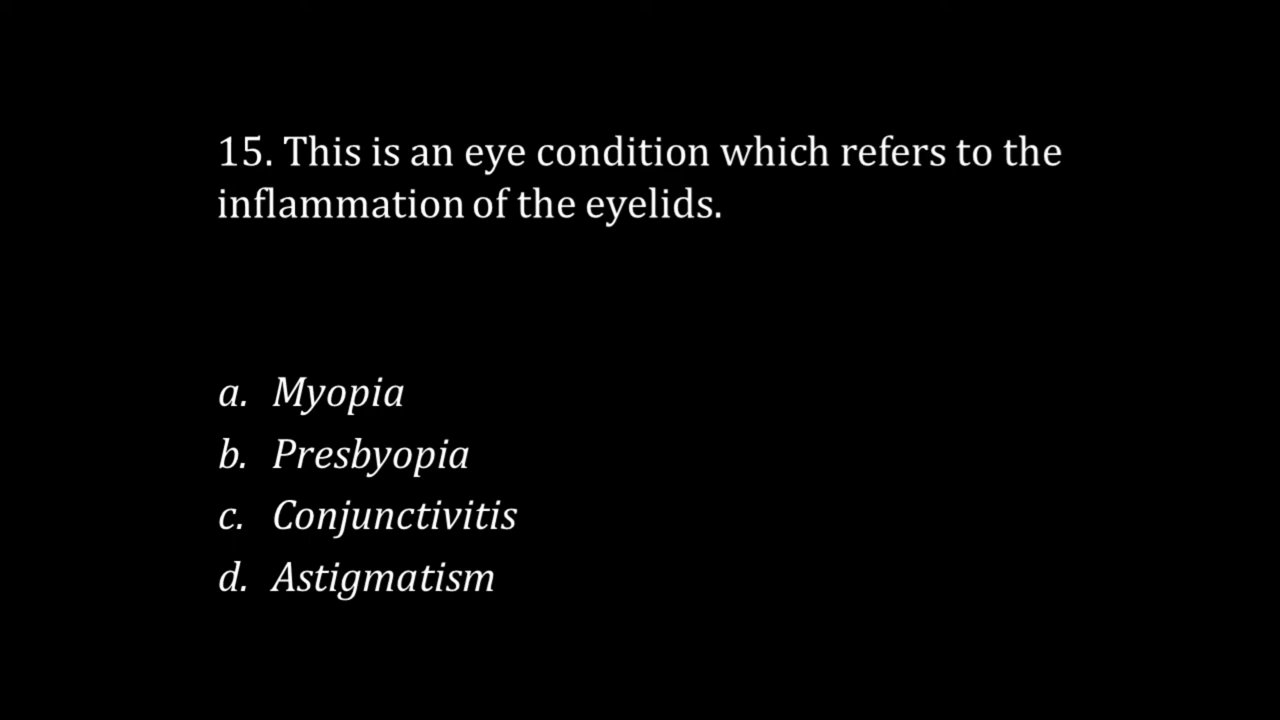 15. This is an eye condition which refers to the
inflammation of the eyelids.
a. Myopia
b. Presbyopia
c. Conjunctivitis
d. Astigmatism